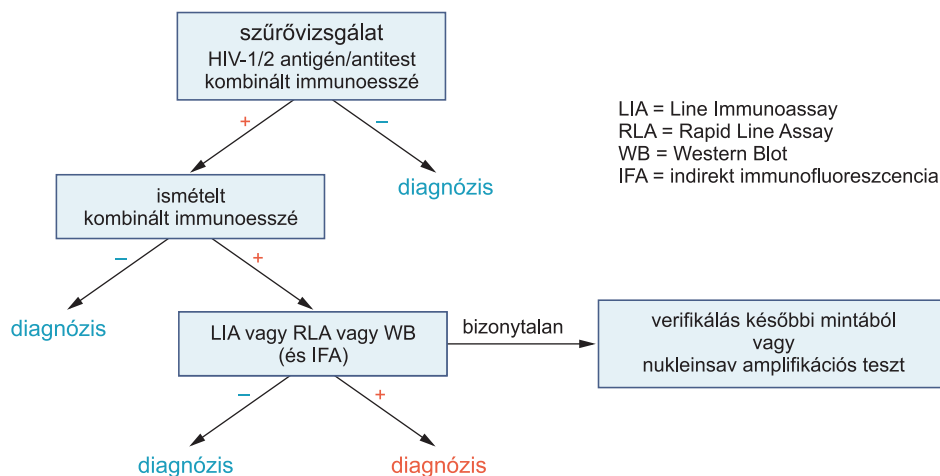 szűrővizsgálat
HIV-1/2 antigén/antitest
kombinált immunoesszé
LIA = Line Immunoassay
RLA = Rapid Line Assay
WB = Western Blot
IFA = indirekt immunofluoreszcencia
+
–
diagnózis
ismételt
kombinált immunoesszé
–
+
diagnózis
LIA vagy RLA vagy WB
(és IFA)
bizonytalan
verifikálás későbbi mintából
vagy
nukleinsav amplifikációs teszt
–
+
diagnózis
diagnózis